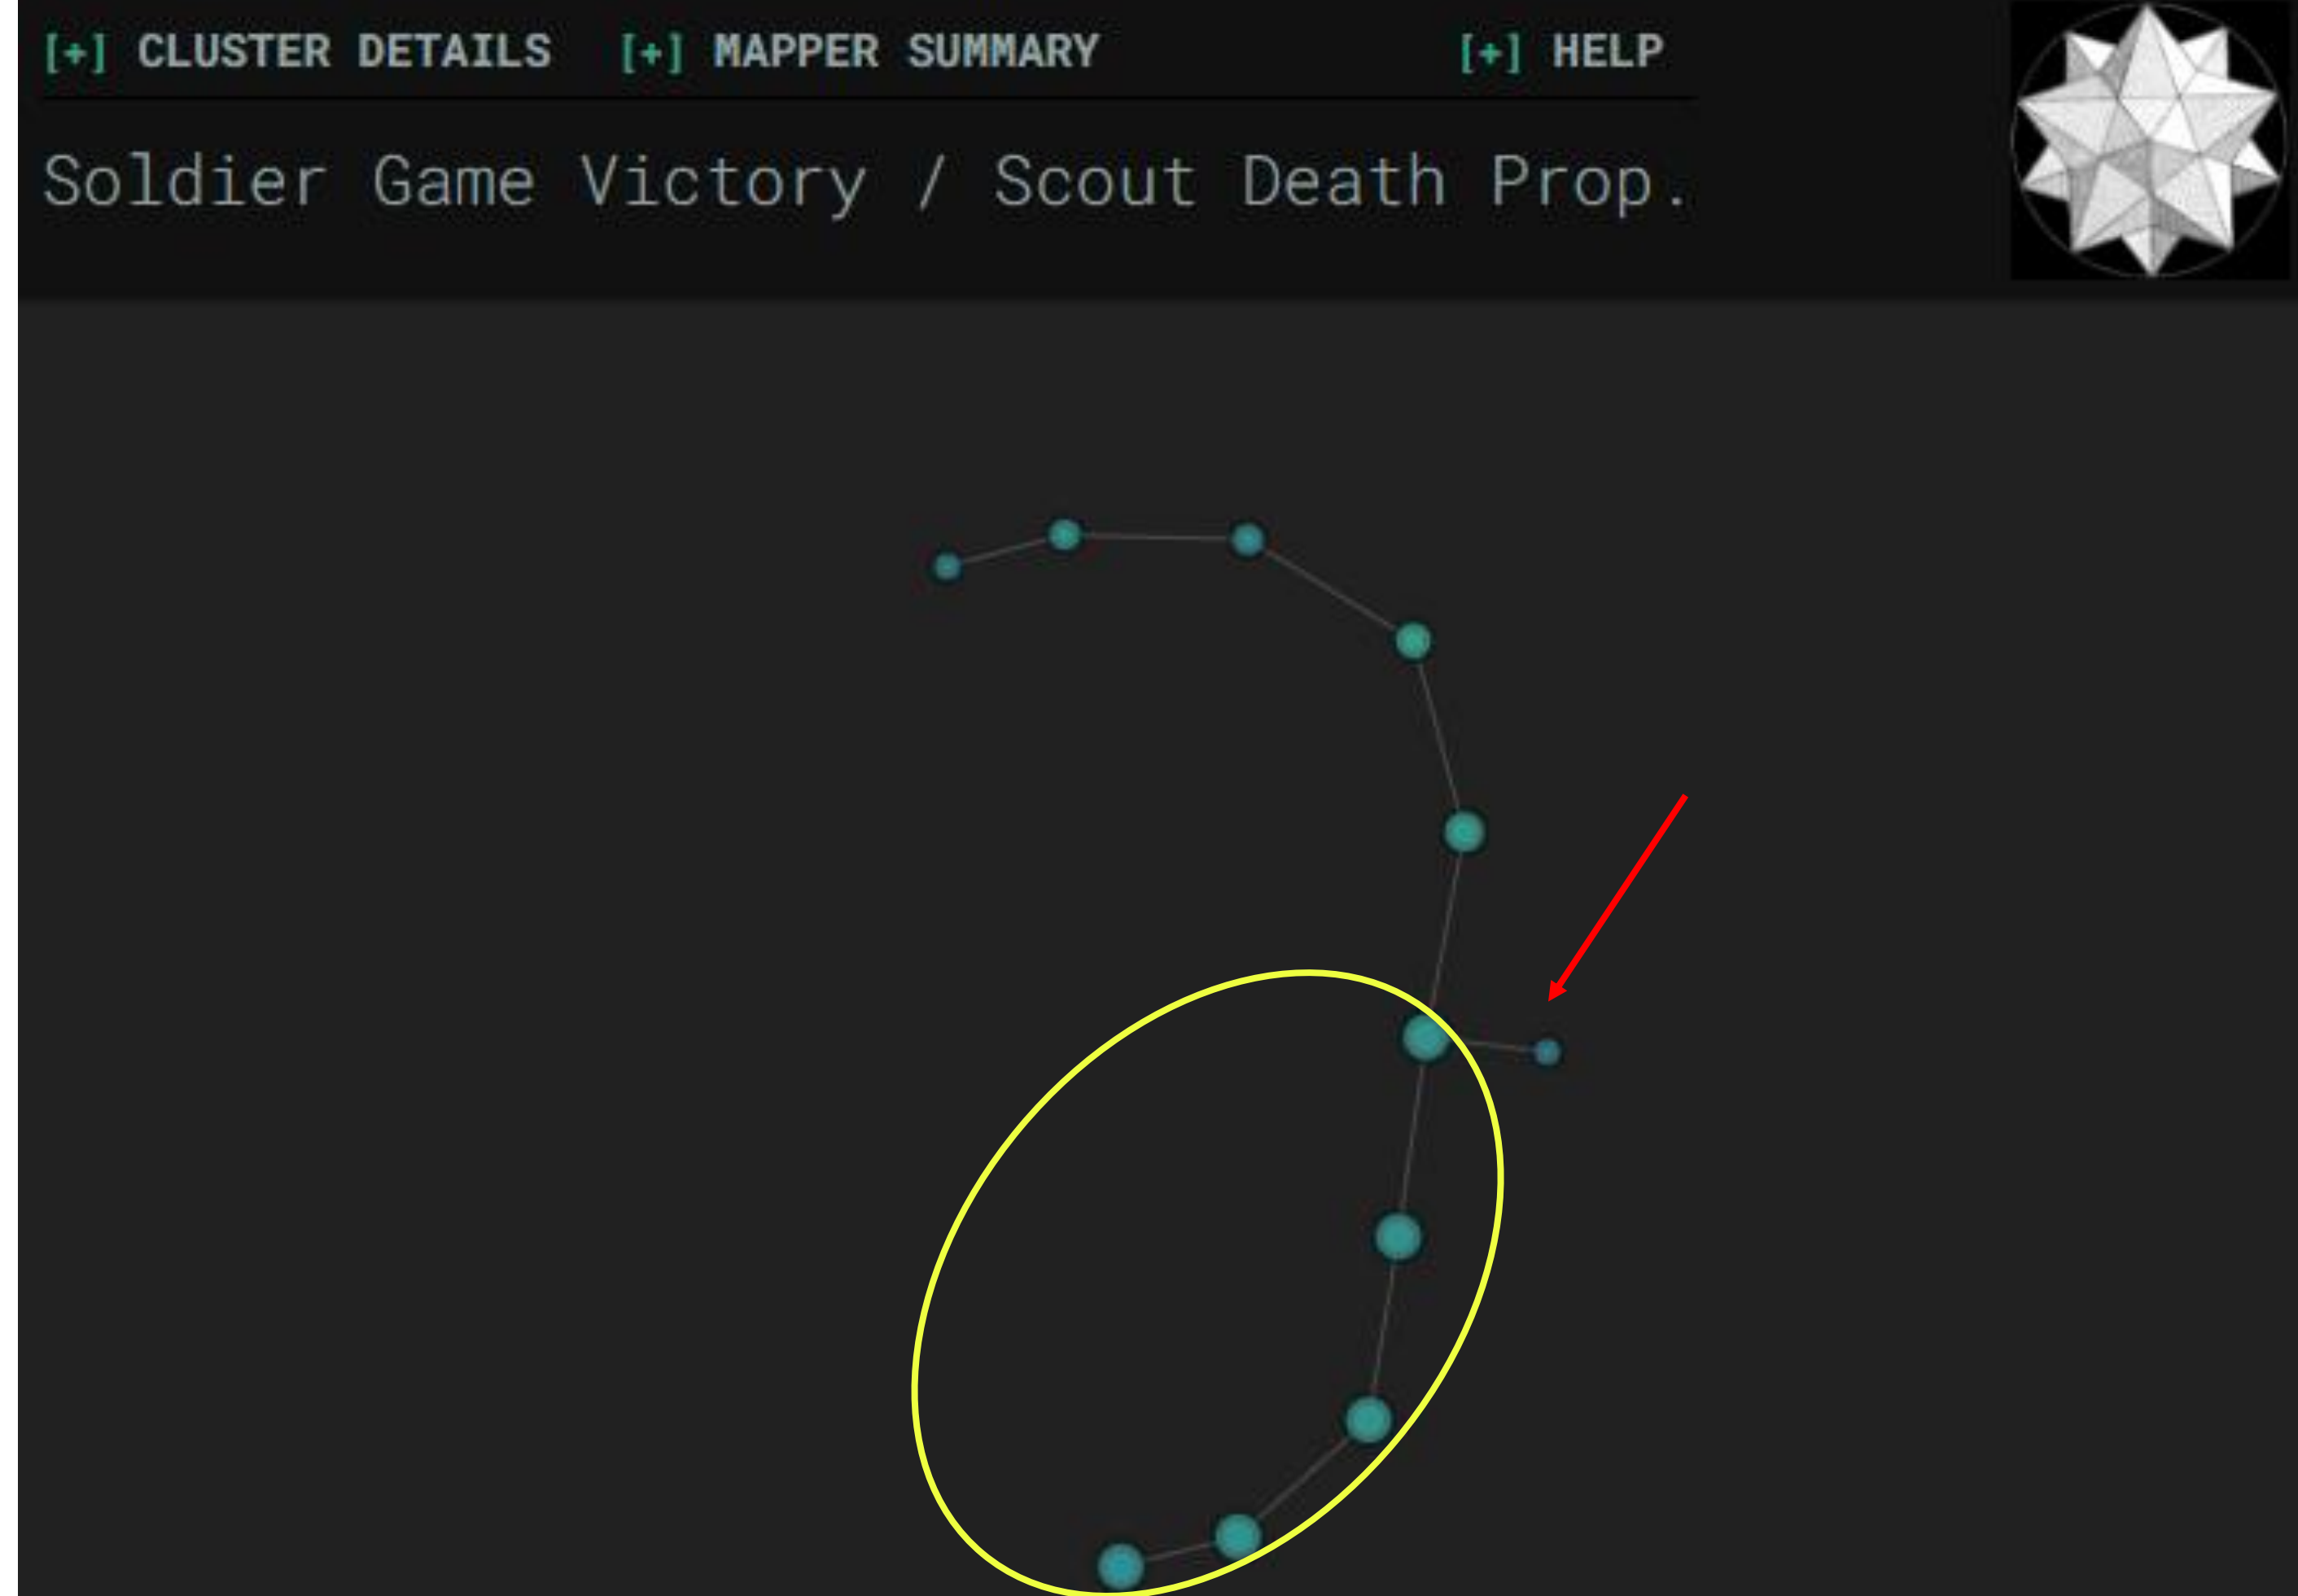 [+] CLUSTER DETAILS [+] MAPPER SUMMARY [+] HELP
Soldier Game Victory / Scout Death Prop.